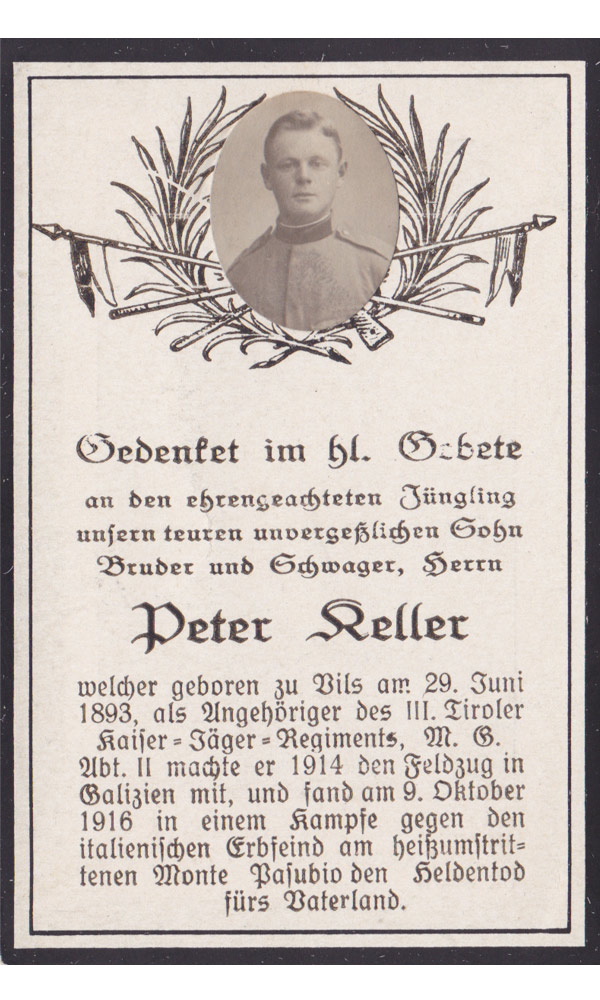 Gedenket im hl. Gebete
an den ehrengeachteten Jüngling
unsern teuren unvergeßlichen Sohn
Bruder und Schwager, Herrn
Peter Keller
welcher geboren zu Vils am 29. Juni
1893, als Angehöriger des III. Tiroler
Kaiser=Jäger=Regiments, M. G.
Abt. II machte er 1914 den Feldzug in
Galizien mit, und fand am 9. Oktober
1916 in einem Kampfe gegen den
italienischen Erbfeind am heißumstrit=
tenen Monte Pasubio den Heldentod
fürs Vaterland.